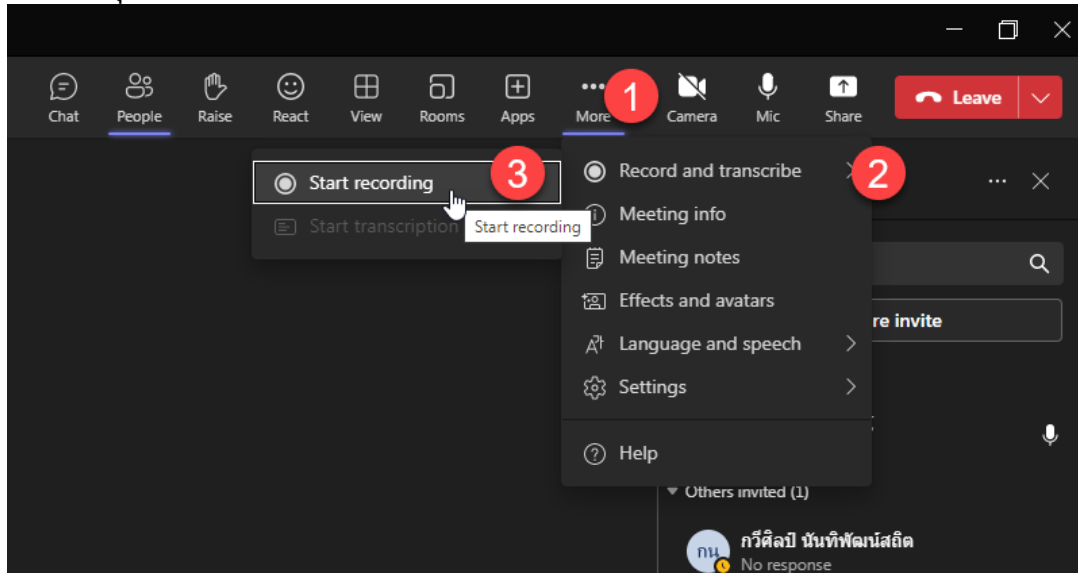 Chat People Raise React View Rooms Apps More 1 Camera Mic Share Leave
Start recording 3
Start transcription
Start recording
Record and transcribe 2
Meeting info
Meeting notes
Effects and avatars
Language and speech
Settings
Help
re invite
Others invited (1)
กน
กวีศิลป์ นันทิพัฒน์สถิต
No response